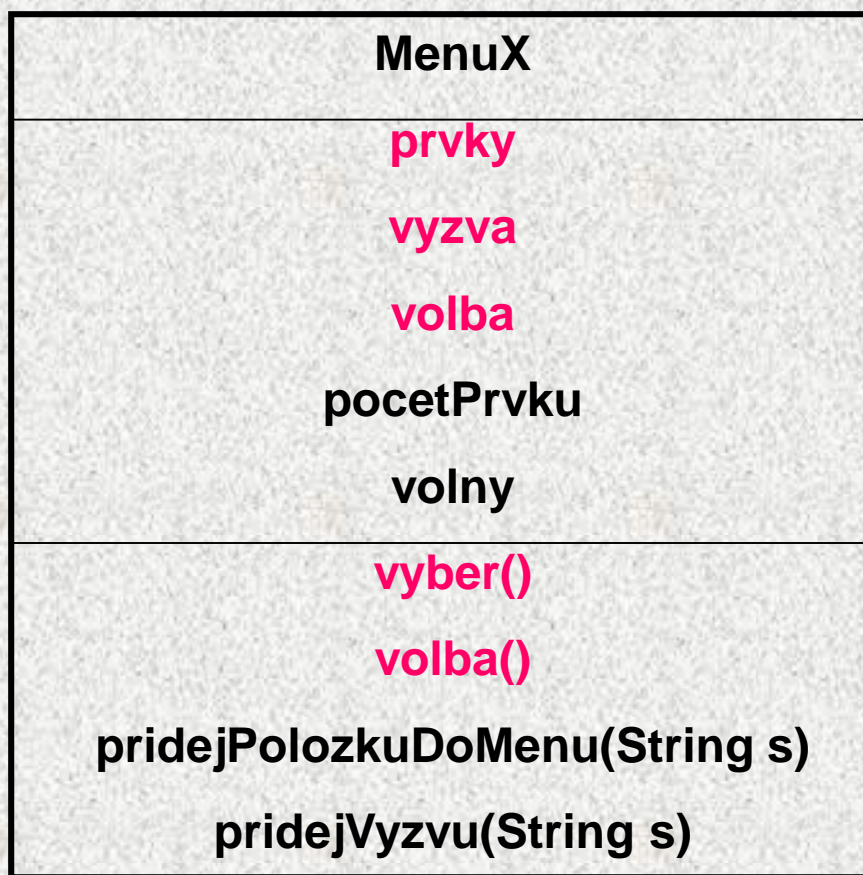 MenuX
prvky
vyzva
volba
pocetPrvku
volny
vyber()
volba()
pridejPolozkuDoMenu(String s)
pridejVyzvu(String s)